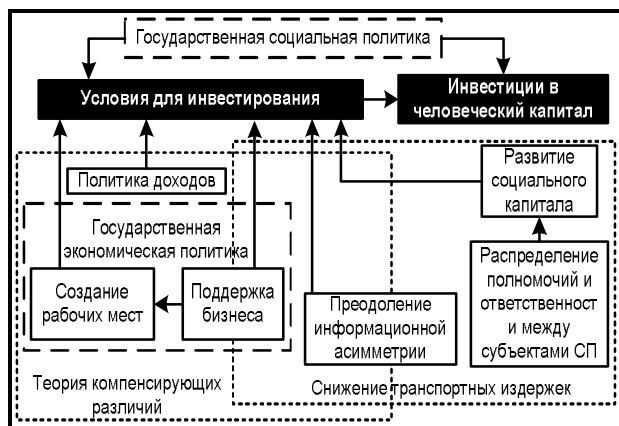 Государственная социальная политика
Условия для инвестирования
Инвестиции в
человеческий капитал
Политика доходов
Развитие
социального
капитала
Государственная
экономическая политика
Создание
рабочих мест
Поддержка
бизнеса
Преодоление
информационной
асимметрии
Распределение
полномочий и
ответственност
и между
субъектами СП
Теория компенсирующих
различий
Снижение транспортных издержек